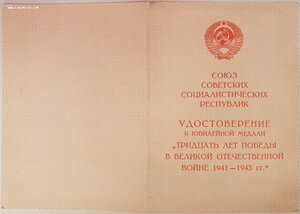 СОЮЗ
СОВЕТСКИХ
СОЦИАЛИСТИЧЕСКИХ
РЕСПУБЛИК
УДОСТОВЕРЕНИЕ
К ЮБИЛЕЙНОЙ МЕДАЛИ
„ТРИДЦАТЬ ЛЕТ ПОБЕДЫ
В ВЕЛИКОЙ ОТЕЧЕСТВЕННОЙ
ВОЙНЕ 1941—1945 гг."